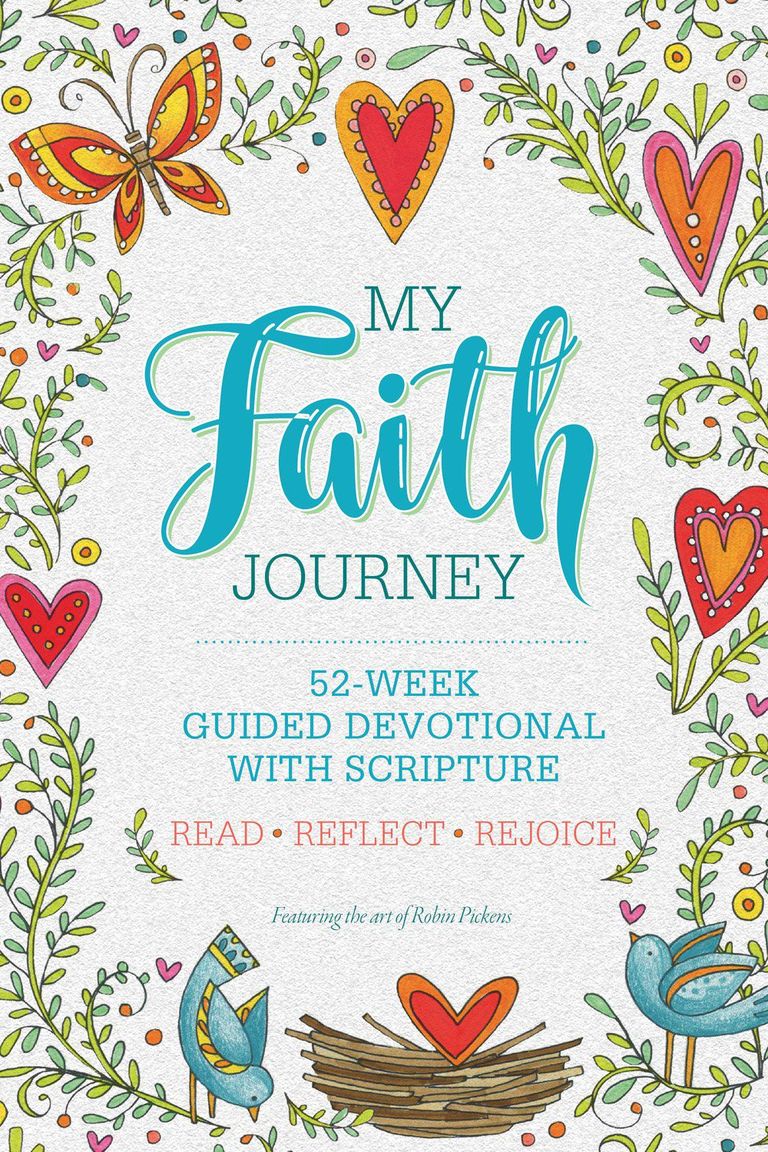 MY
Faith
JOURNEY
52-WEEK
GUIDED DEVOTIONAL
WITH SCRIPTURE
READ • REFLECT • REJOICE
Featuring the art of Robin Pickens